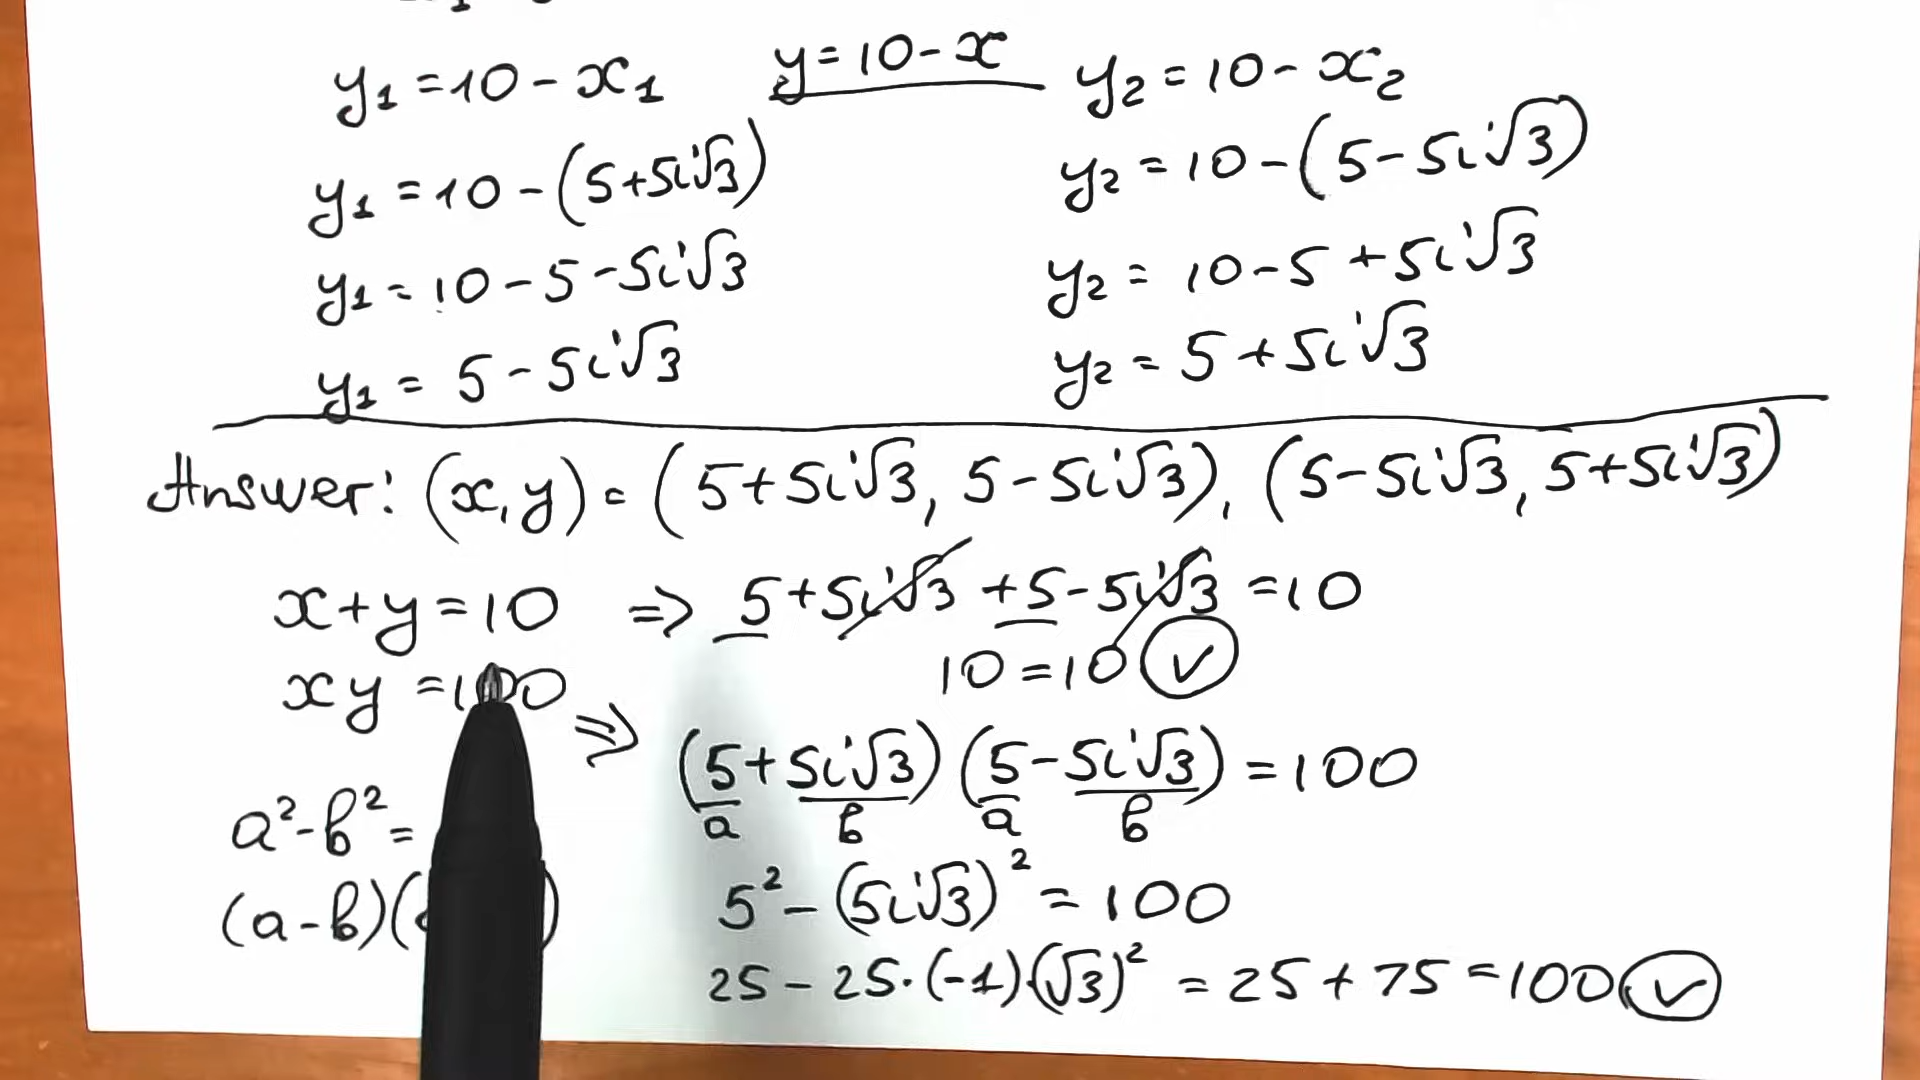 y₁ = 10 - x₁
y = 10 - x
y₂ = 10 - x₂
y₁ = 10 - (5+5i√3)
y₂ = 10 - (5-5i√3)
y₁ = 10 - 5 - 5i√3
y₂ = 10 - 5 + 5i√3
y₁ = 5 - 5i√3
y₂ = 5 + 5i√3
Answer: (x,y) = (5+5i√3, 5-5i√3), (5-5i√3, 5+5i√3)
x+y=10 => 5+5i√3 +5-5i√3 =10
10=10 ✓
xy =100 => (5+5i√3)(5-5i√3) =100
a b a b
a²-b²=
5² - (5i√3)² = 100
(a-b)(
25 - 25·(-1)(√3)² = 25+75 =100 ✓